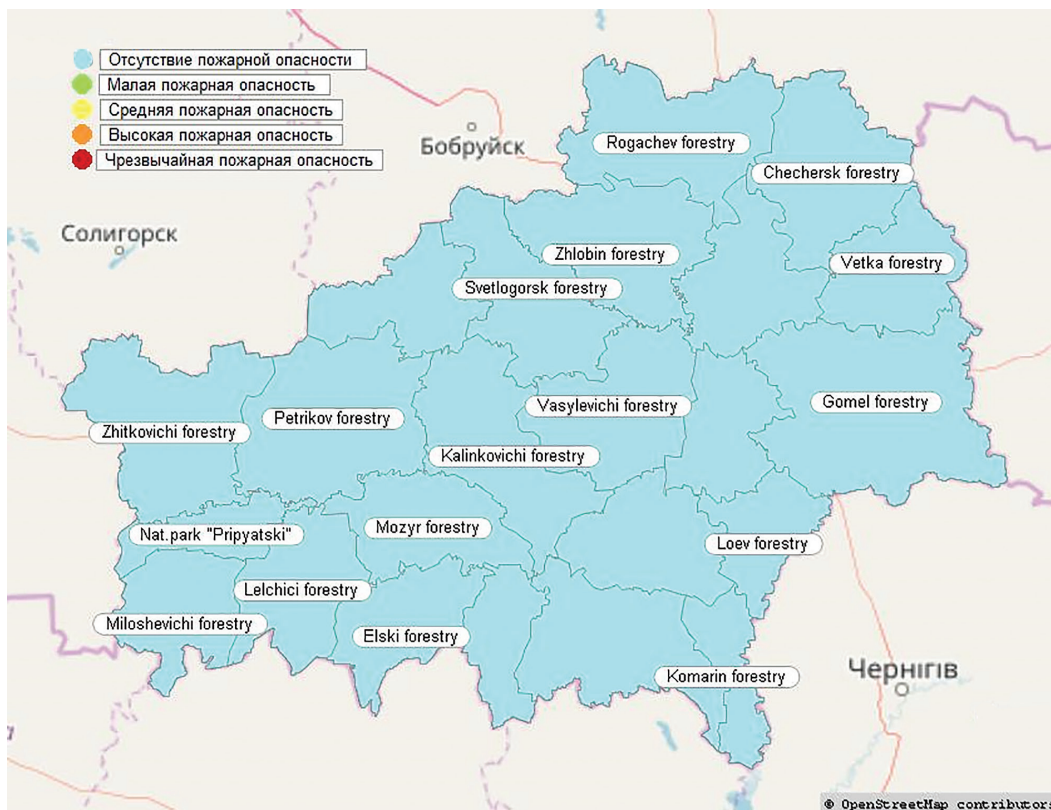 Отсутствие пожарной опасности
Малая пожарная опасность
Средняя пожарная опасность
Высокая пожарная опасность
Чрезвычайная пожарная опасность
Бобруйск
Rogachev forestry
Chechersk forestry
Солигорск
Zhlobin forestry
Vetka forestry
Svetlogorsk forestry
Vasylevichi forestry
Gomel forestry
Petrikov forestry
Zhitkovichi forestry
Kalinkovichi forestry
Mozyr forestry
Nat.park "Pripyatski"
Loev forestry
Lelchici forestry
Miloshevichi forestry
Elski forestry
Чернігів
Komarin forestry
© OpenStreetMap contributor